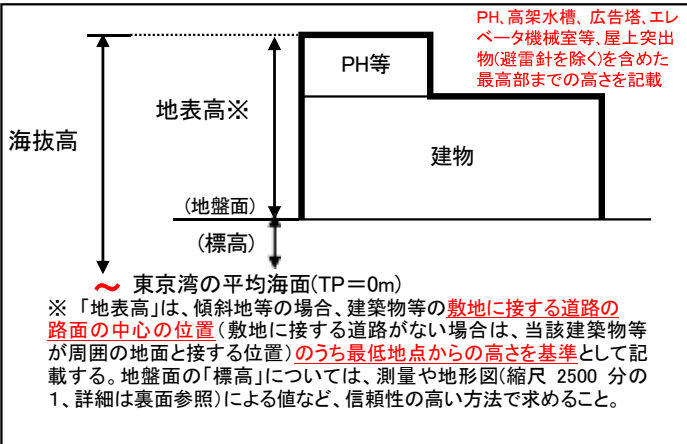 PH、高架水槽、広告塔、エレ
ベータ機械室等、屋上突出
物(避雷針を除く)を含めた
最高部までの高さを記載
PH等
地表高※
海抜高
建物
(地盤面)
(標高)
～ 東京湾の平均海面(TP＝0m)
※ 「地表高」は、傾斜地等の場合、建築物等の敷地に接する道路の
路面の中心の位置(敷地に接する道路がない場合は、当該建築物等
が周囲の地面と接する位置)のうち最低地点からの高さを基準として記
載する。地盤面の「標高」については、測量や地形図(縮尺 2500 分の
１、詳細は裏面参照)による値など、信頼性の高い方法で求めること。